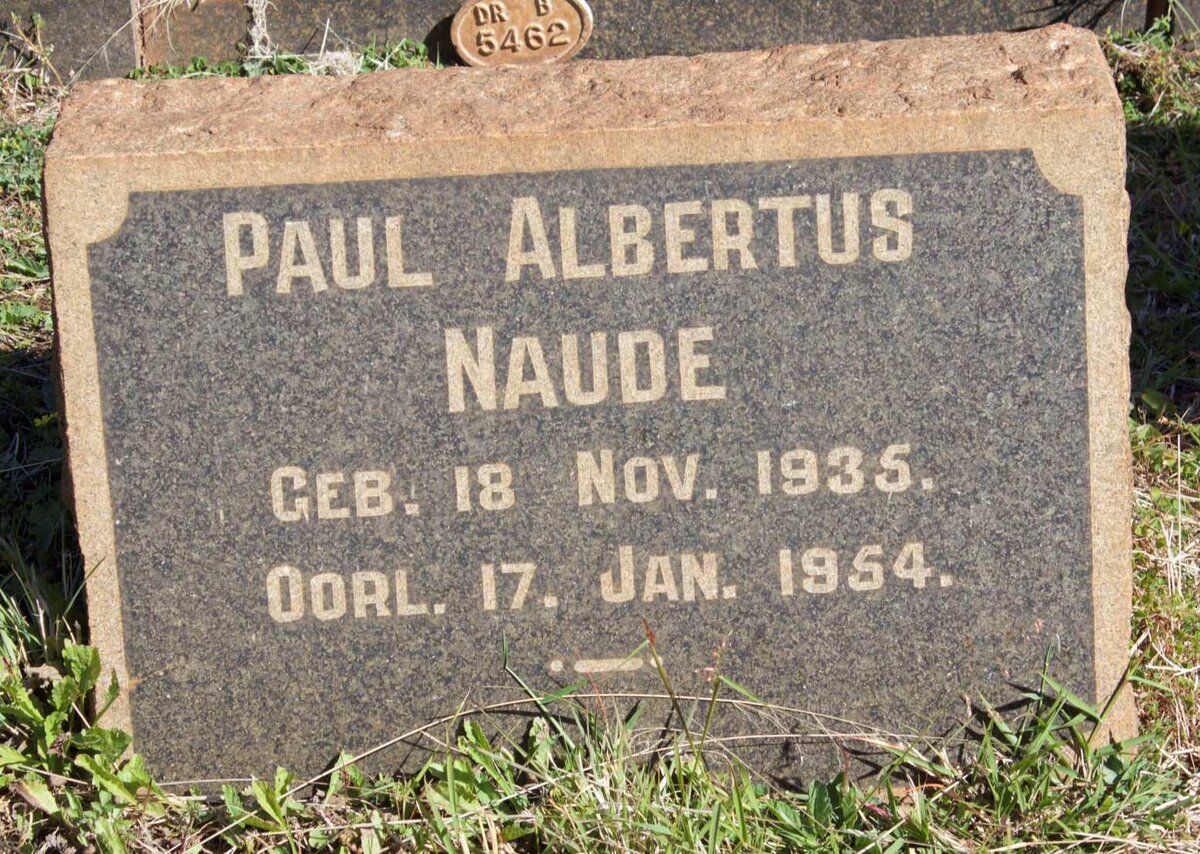 DR B
5462
PAUL ALBERTUS
NAUDE
GEB. 18 NOV. 1935.
OORL. 17. JAN. 1954.